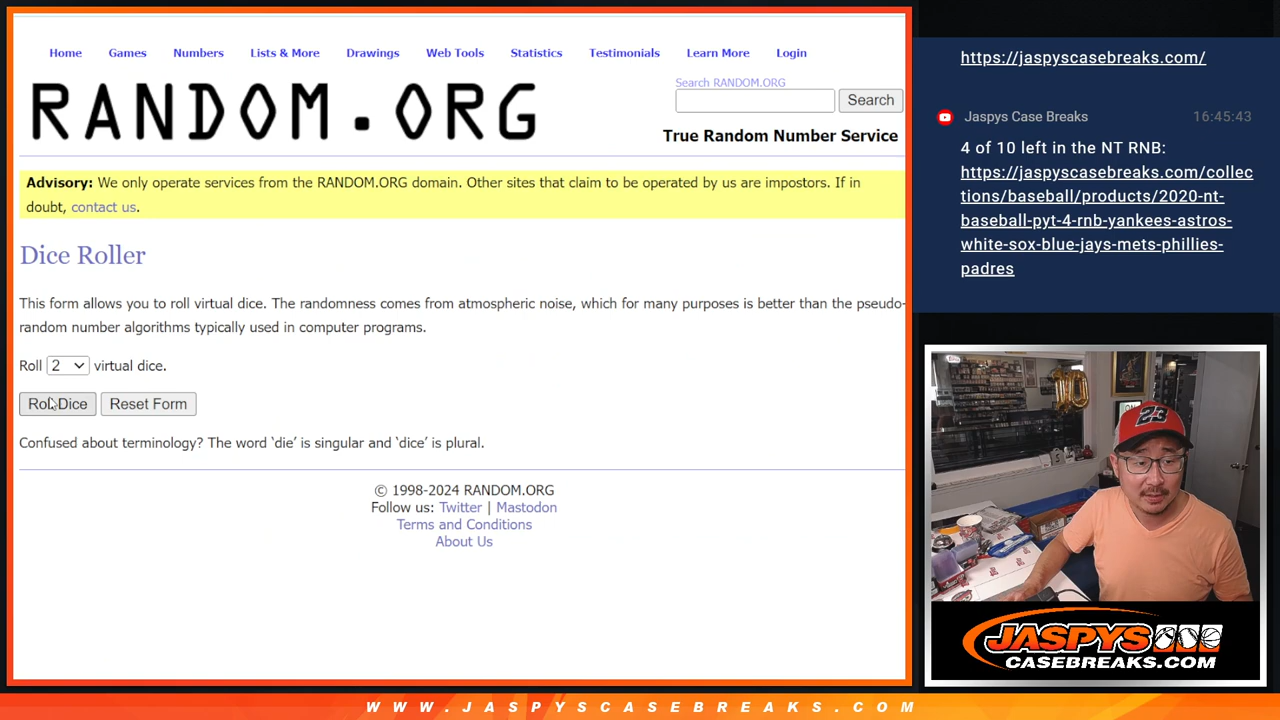 Home Games Numbers Lists & More Drawings Web Tools Statistics Testimonials Learn More Login
RANDOM.ORG
Search RANDOM.ORG
Search
True Random Number Service
Advisory: We only operate services from the RANDOM.ORG domain. Other sites that claim to be operated by us are impostors. If in
doubt, contact us.
Dice Roller
This form allows you to roll virtual dice. The randomness comes from atmospheric noise, which for many purposes is better than the pseudo-
random number algorithms typically used in computer programs.
Roll 2 virtual dice.
Roll Dice Reset Form
Confused about terminology? The word ‘die’ is singular and ‘dice’ is plural.
© 1998-2024 RANDOM.ORG
Follow us: Twitter | Mastodon
Terms and Conditions
About Us
https://jaspyscasebreaks.com/
Jaspys Case Breaks 16:45:43
4 of 10 left in the NT RNB:
https://jaspyscasebreaks.com/collec
tions/baseball/products/2020-nt-
baseball-pyt-4-rnb-yankees-astros-
white-sox-blue-jays-mets-phillies-
padres
10
23
JASPYS
CASEBREAKS.COM
WWW.JASPYSCASEBREAKS.COM